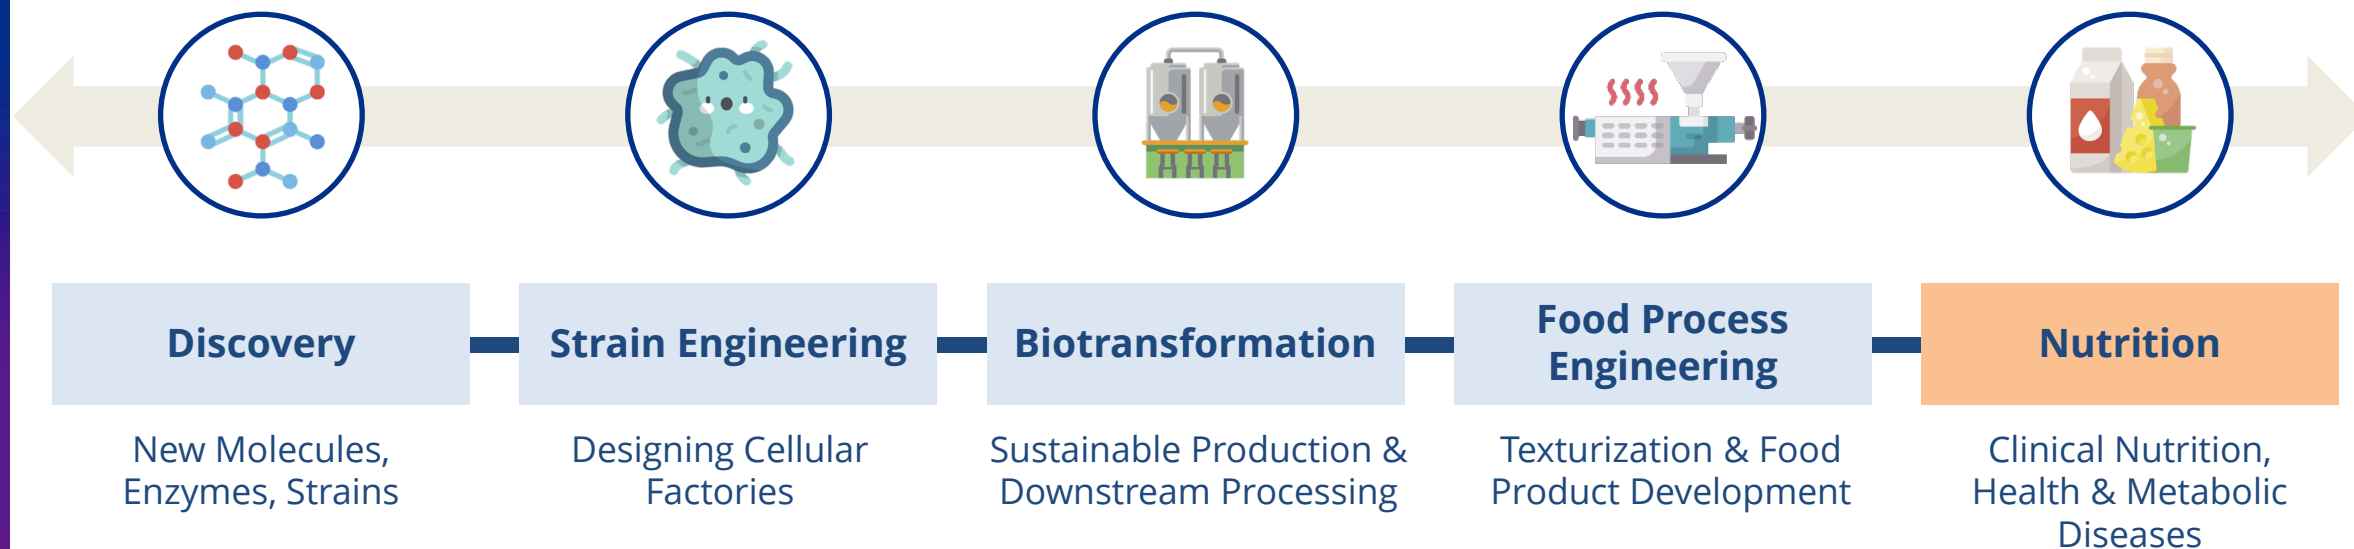 Discovery
New Molecules,
Enzymes, Strains
Strain Engineering
Designing Cellular
Factories
Biotransformation
Sustainable Production &
Downstream Processing
Food Process
Engineering
Texturization & Food
Product Development
Nutrition
Clinical Nutrition,
Health & Metabolic
Diseases